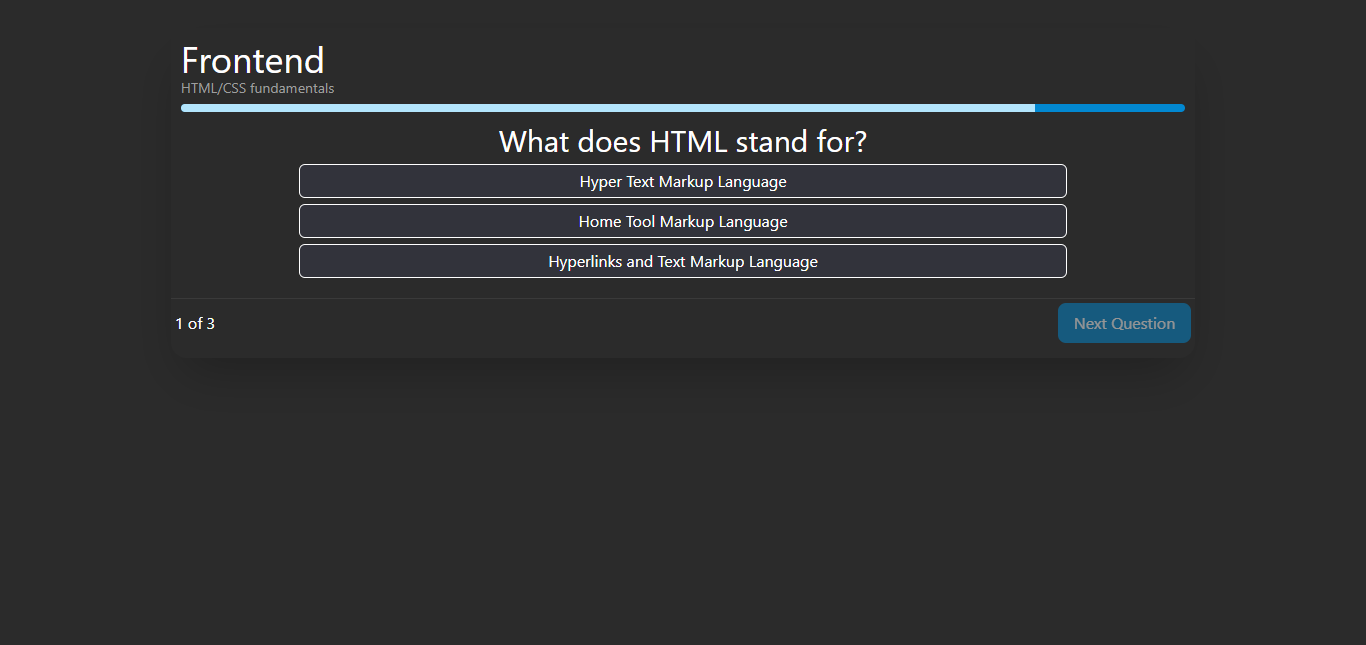 Frontend
HTML/CSS fundamentals
What does HTML stand for?
Hyper Text Markup Language
Home Tool Markup Language
Hyperlinks and Text Markup Language
1 of 3
Next Question